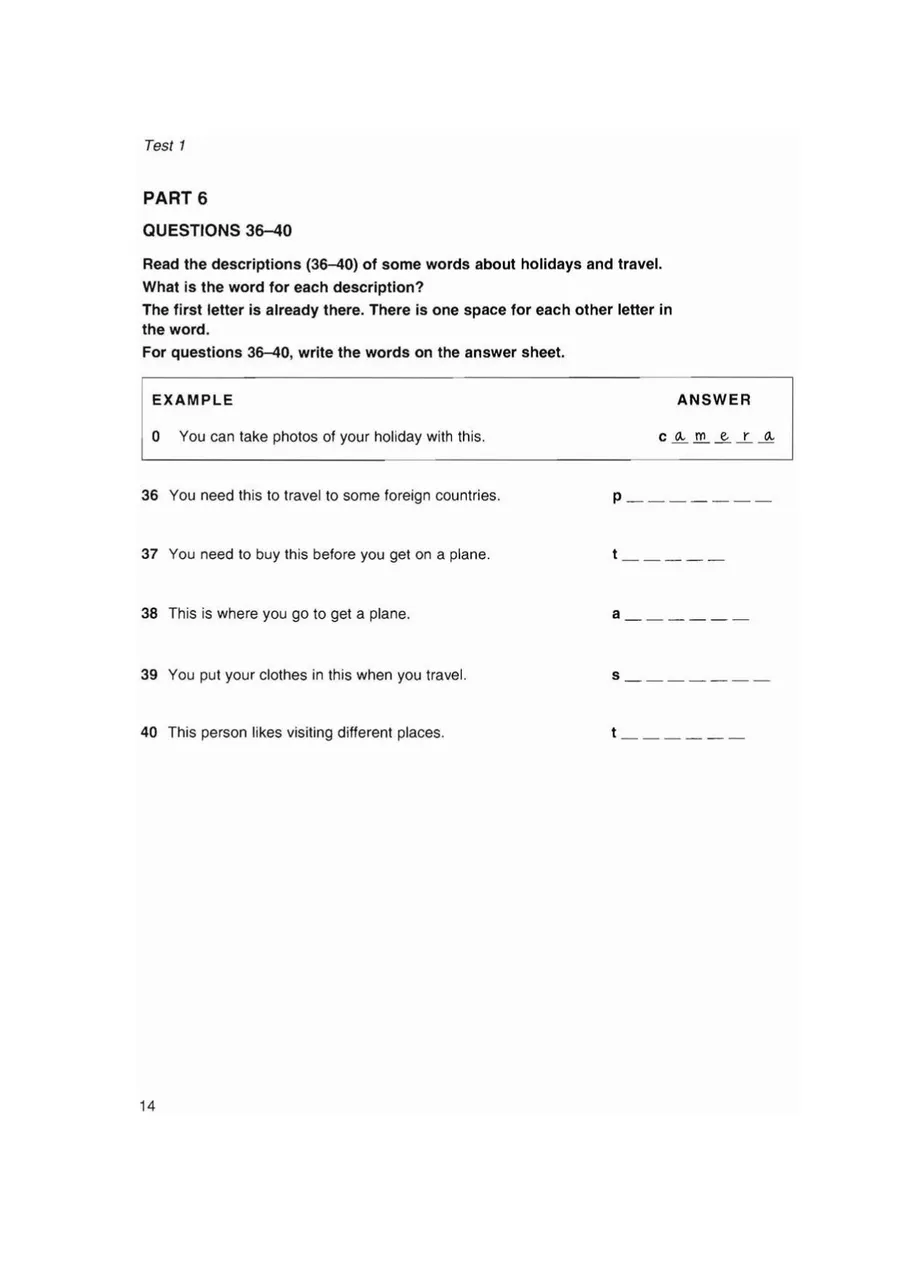 Test 1
PART 6
QUESTIONS 36–40
Read the descriptions (36–40) of some words about holidays and travel.
What is the word for each description?
The first letter is already there. There is one space for each other letter in
the word.
For questions 36–40, write the words on the answer sheet.
EXAMPLE ANSWER
0 You can take photos of your holiday with this. c a m e r a
36 You need this to travel to some foreign countries. p _ _ _ _ _ _ _
37 You need to buy this before you get on a plane. t _ _ _ _ _
38 This is where you go to get a plane. a _ _ _ _ _ _
39 You put your clothes in this when you travel. s _ _ _ _ _ _ _
40 This person likes visiting different places. t _ _ _ _ _ _
14